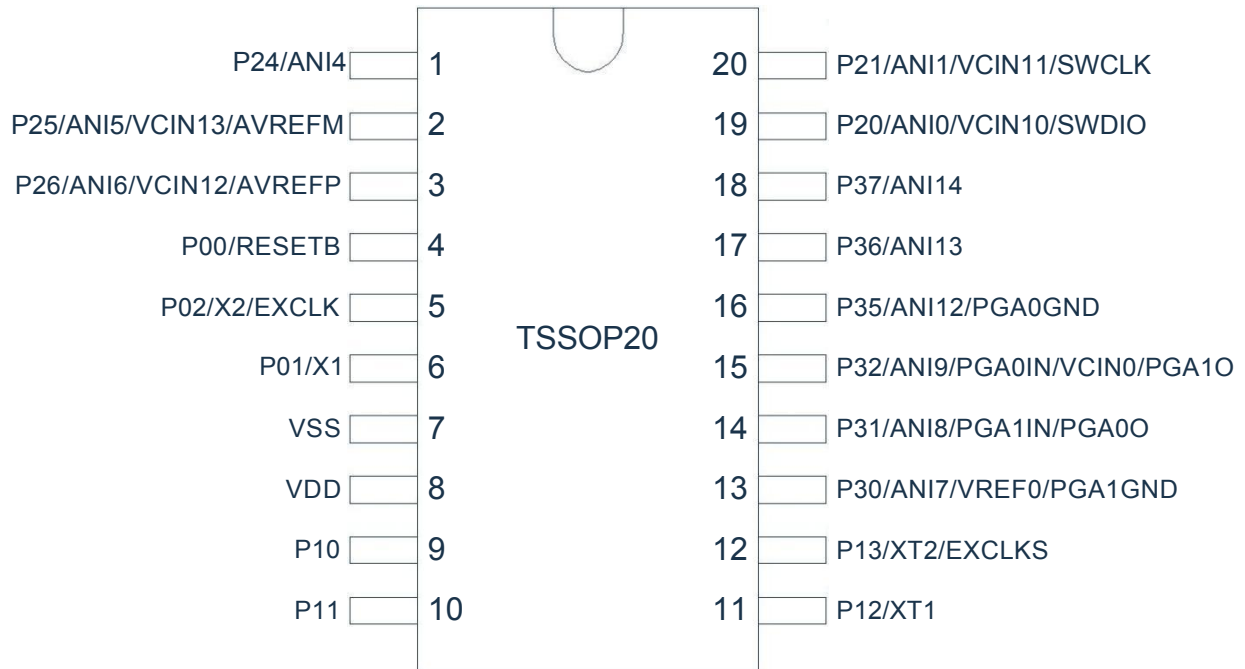 P24/ANI4 1 20 P21/ANI1/VCIN11/SWCLK
P25/ANI5/VCIN13/AVREFM 2 19 P20/ANI0/VCIN10/SWDIO
P26/ANI6/VCIN12/AVREFP 3 18 P37/ANI14
P00/RESETB 4 17 P36/ANI13
P02/X2/EXCLK 5 16 P35/ANI12/PGA0GND
TSSOP20
P01/X1 6 15 P32/ANI9/PGA0IN/VCIN0/PGA1O
VSS 7 14 P31/ANI8/PGA1IN/PGA0O
VDD 8 13 P30/ANI7/VREF0/PGA1GND
P10 9 12 P13/XT2/EXCLKS
P11 10 11 P12/XT1